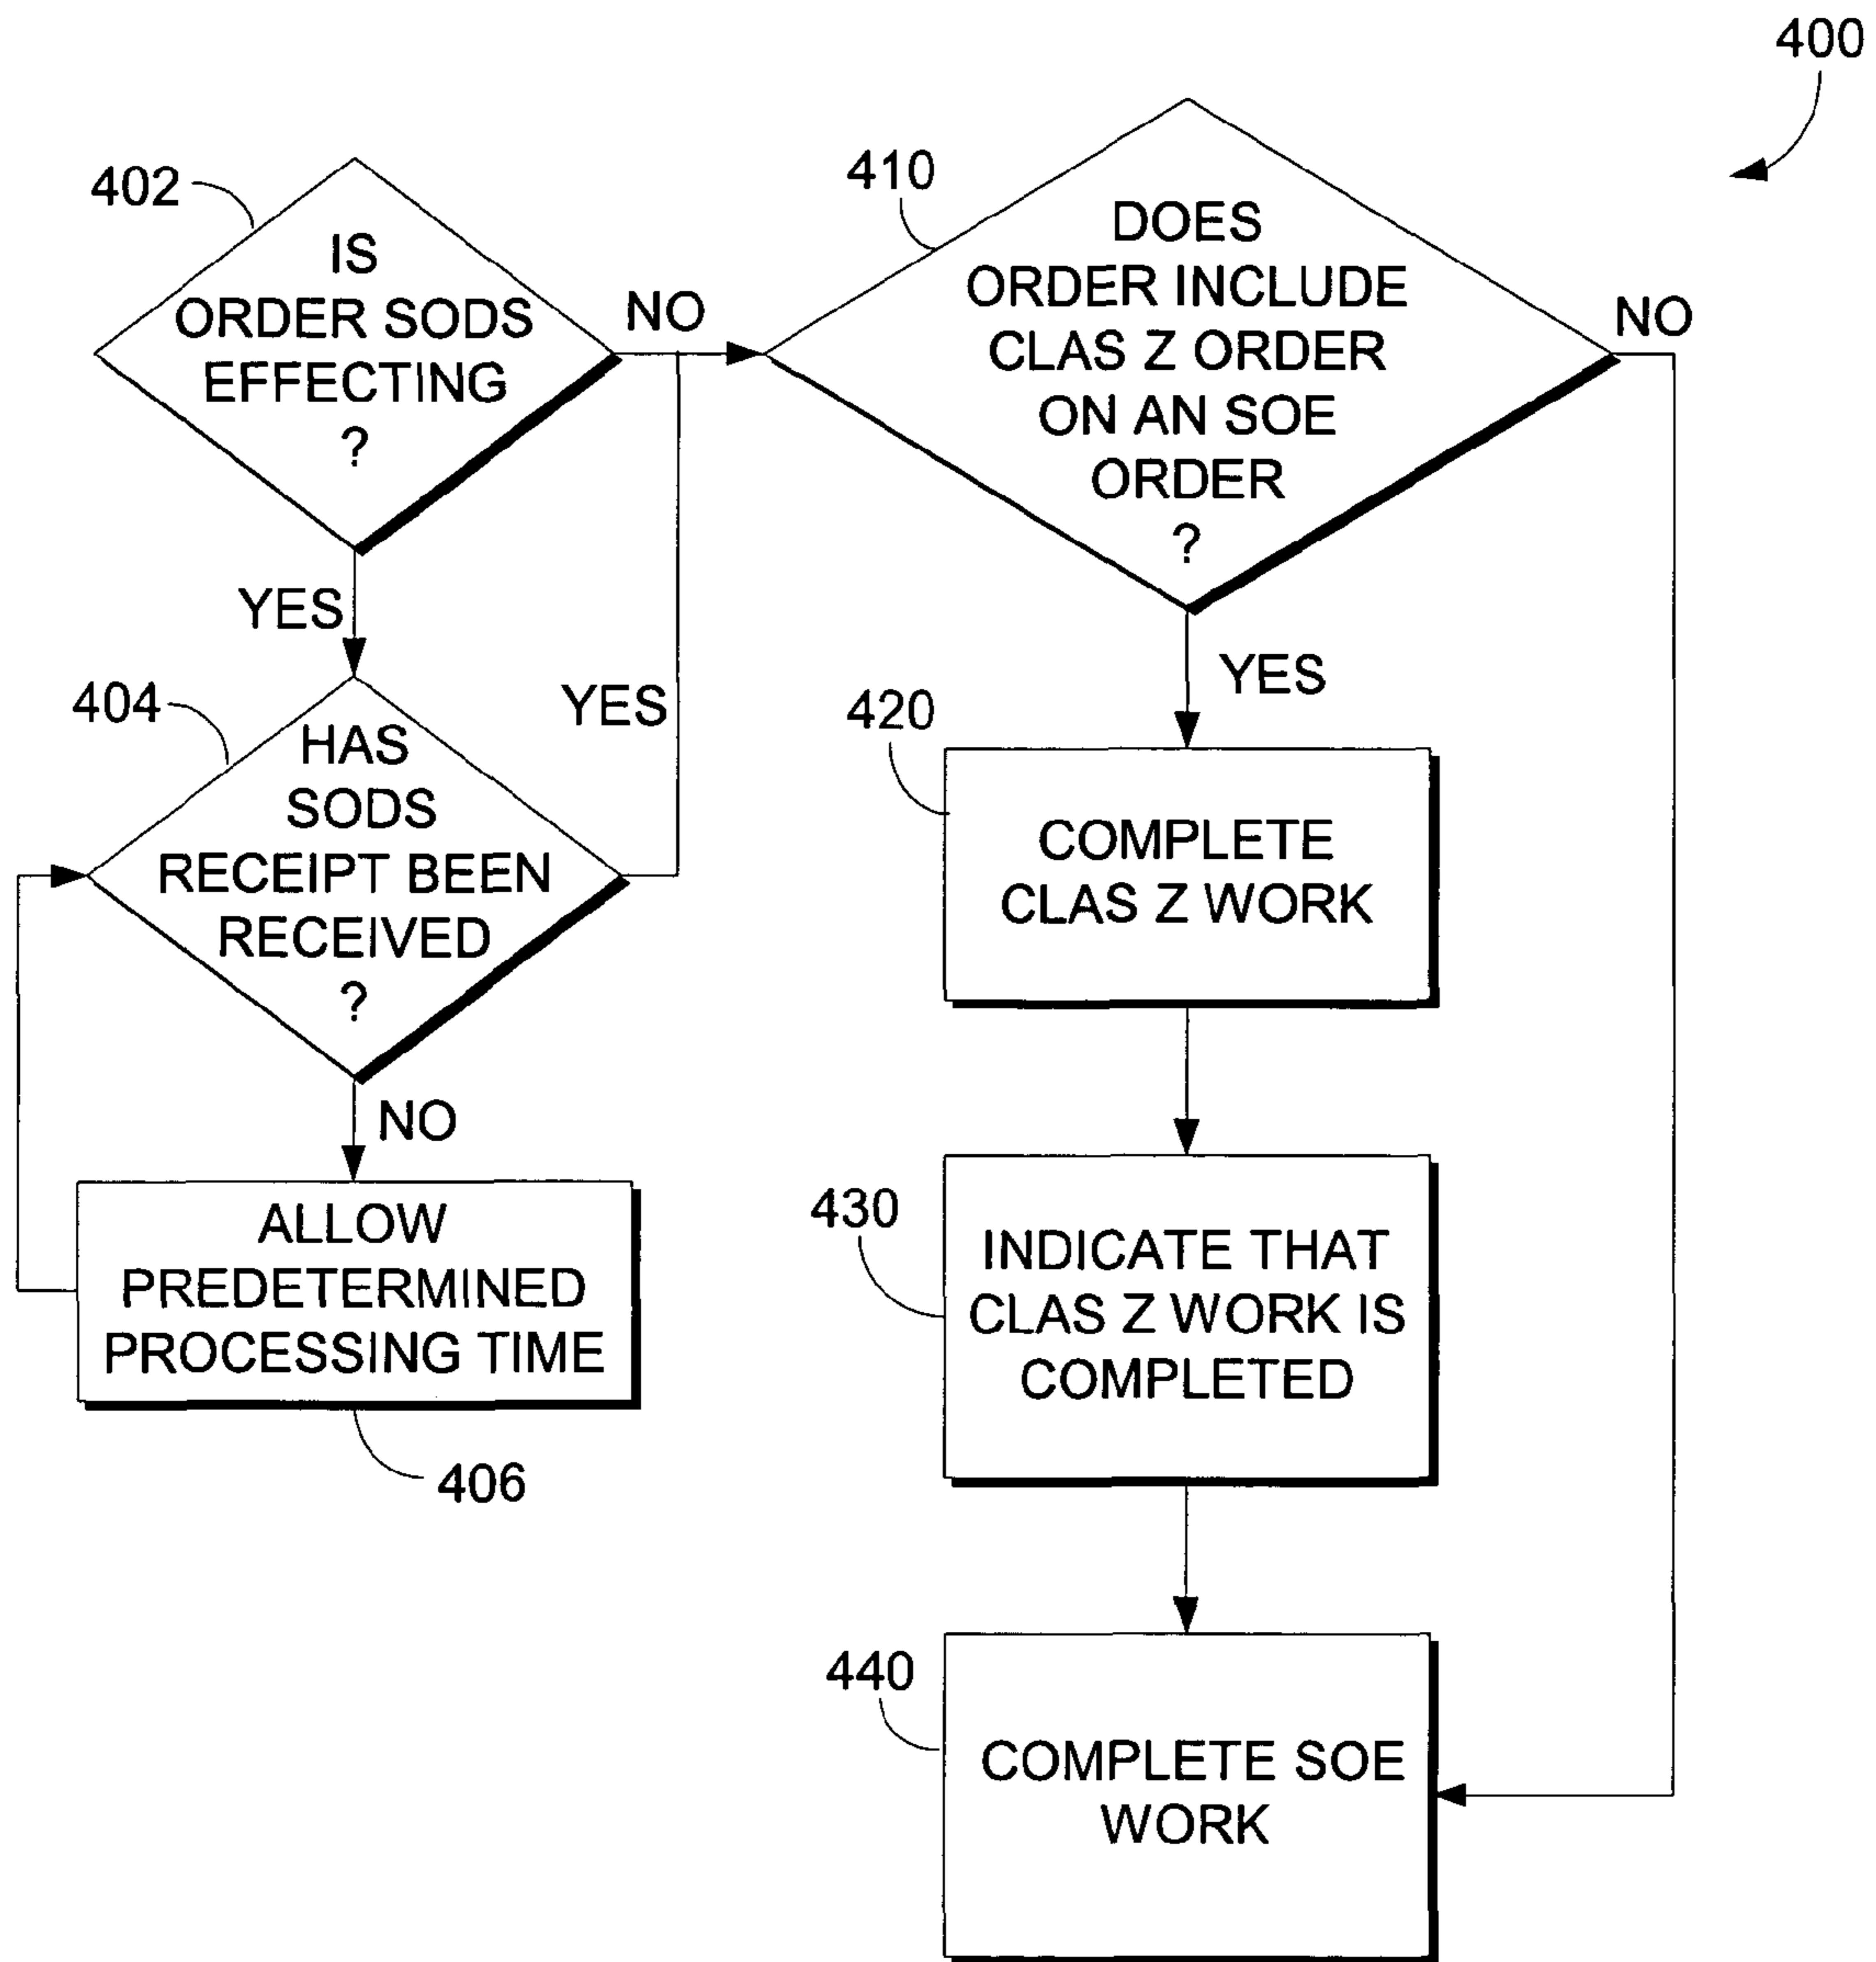 400
402
IS
ORDER SODS
EFFECTING
?
NO
YES
404
HAS
SODS
RECEIPT BEEN
RECEIVED
?
YES
NO
ALLOW
PREDETERMINED
PROCESSING TIME
406
410
DOES
ORDER INCLUDE
CLAS Z ORDER
ON AN SOE
ORDER
?
NO
YES
420
COMPLETE
CLAS Z WORK
430
INDICATE THAT
CLAS Z WORK IS
COMPLETED
440
COMPLETE SOE
WORK